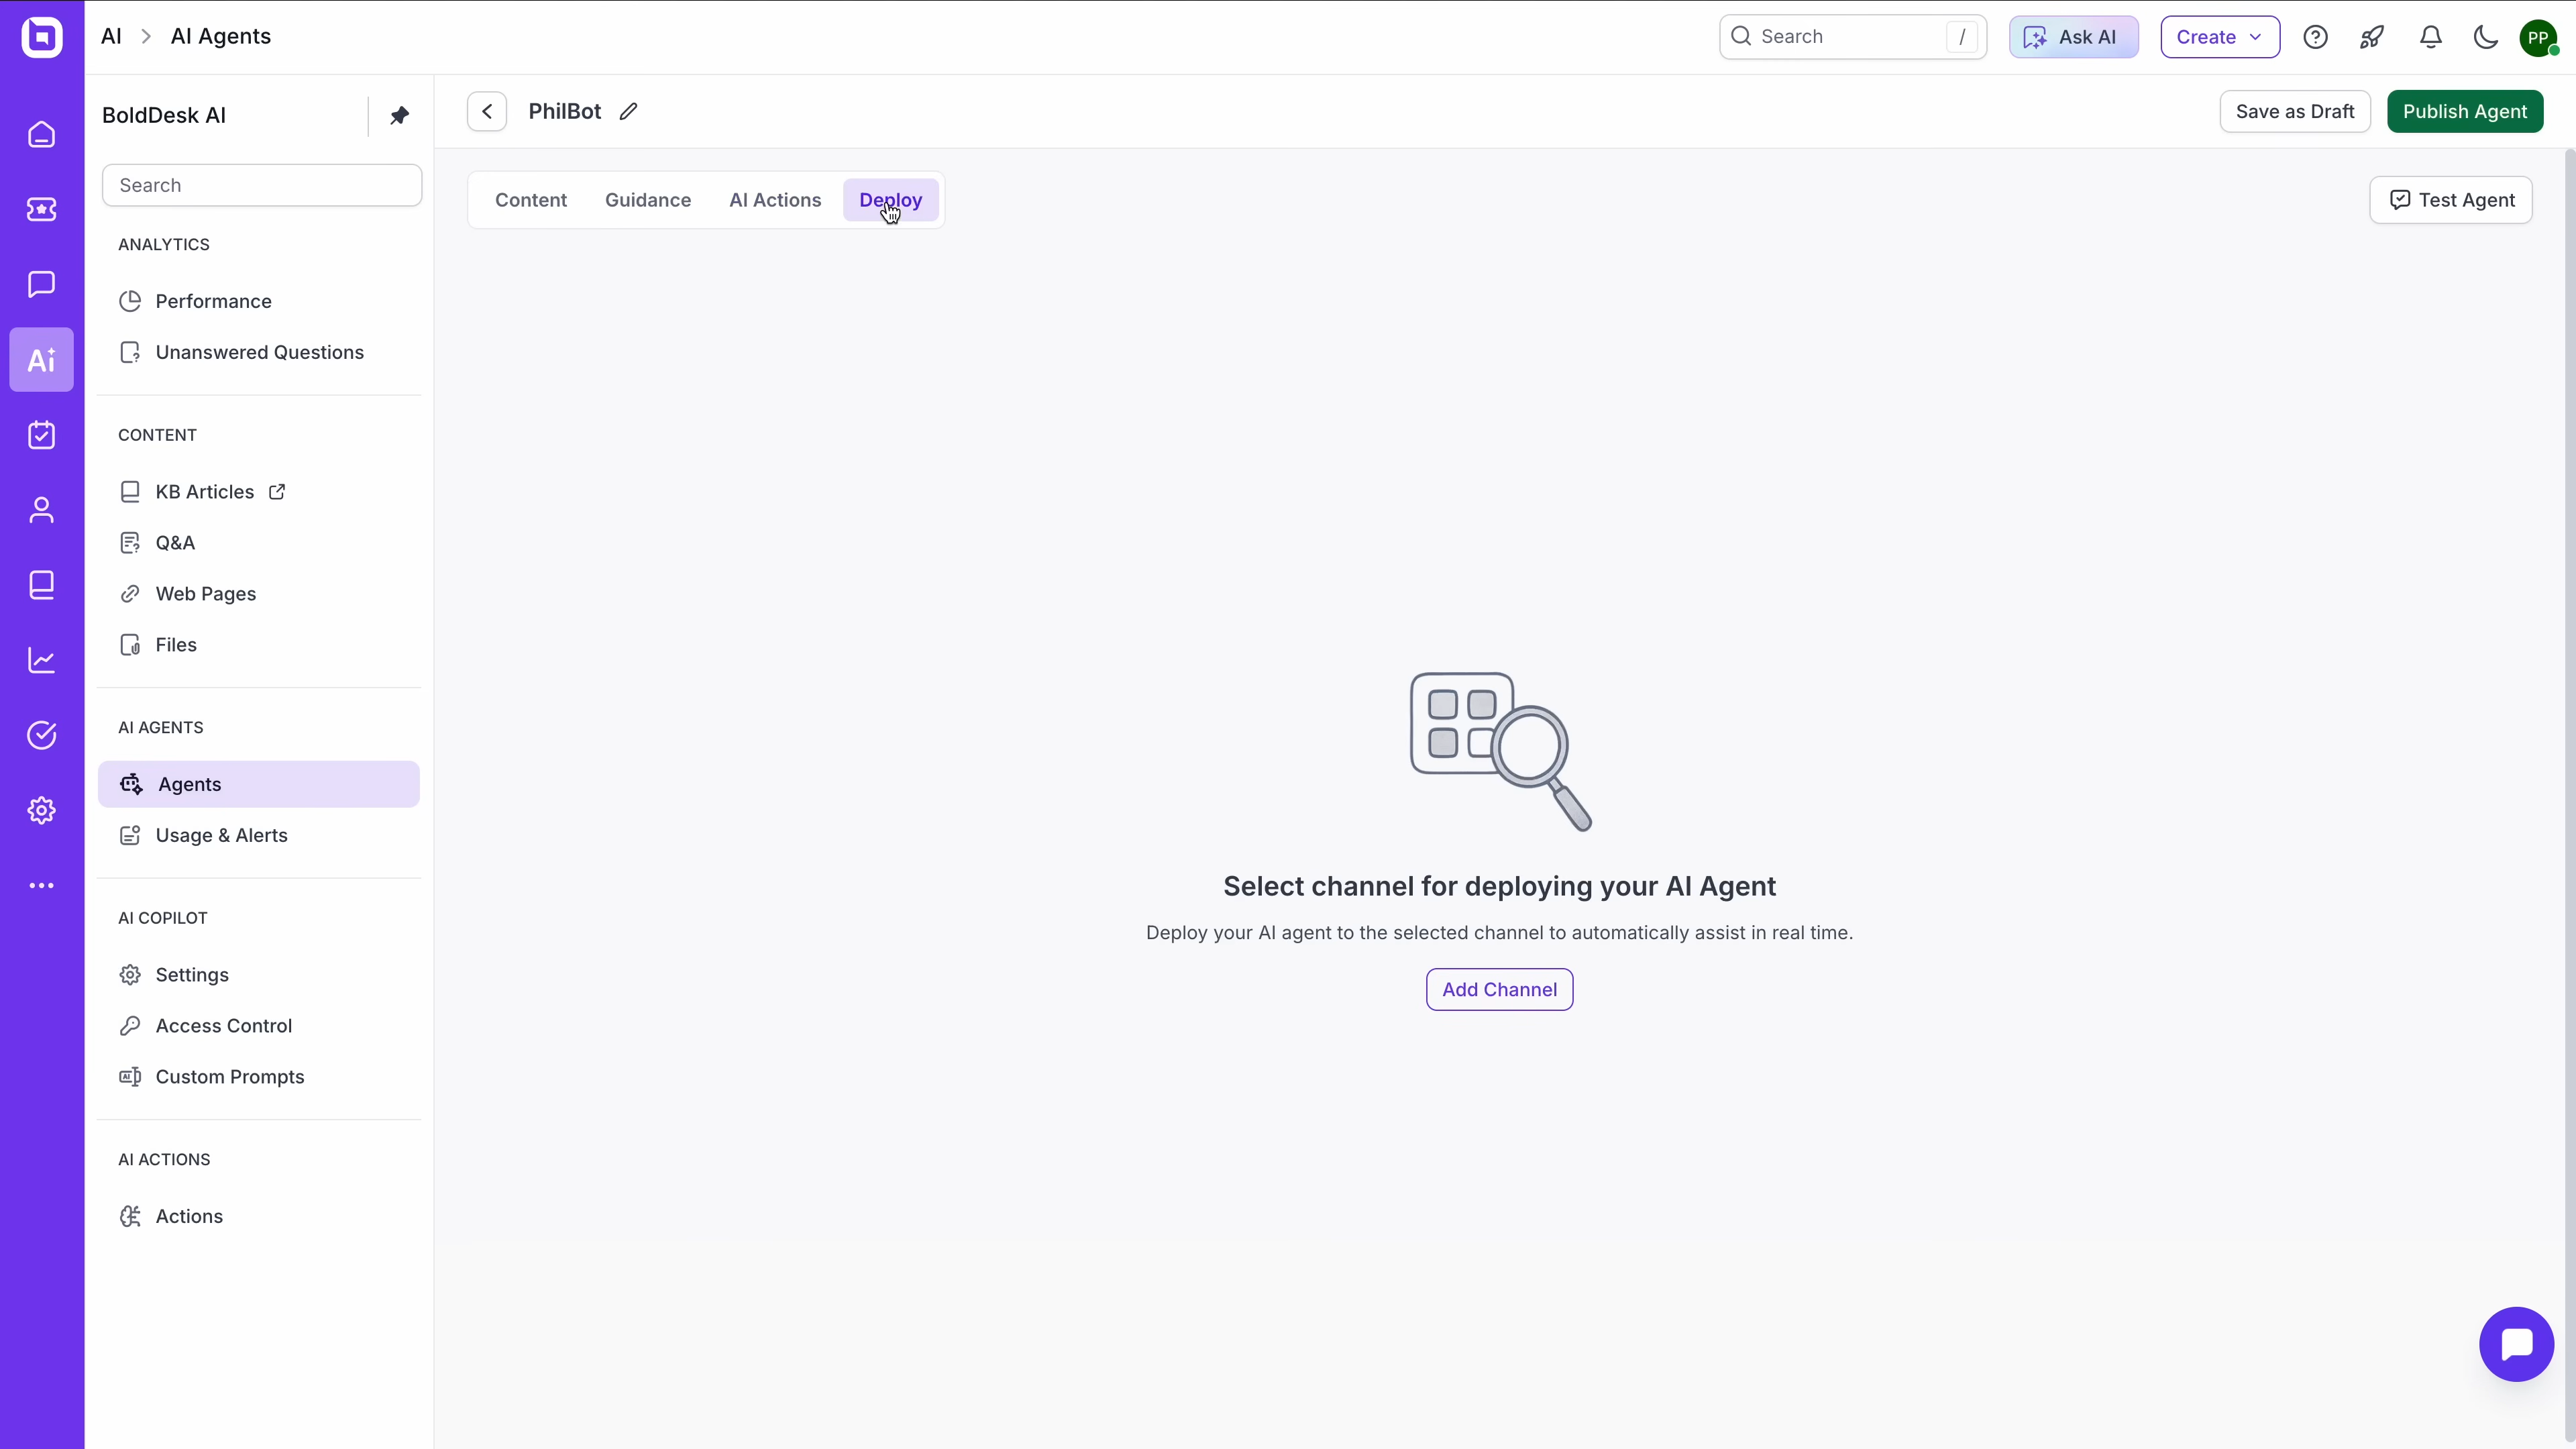 AI > AI Agents
Search /
Ask AI
Create
PP
BoldDesk AI
Search
ANALYTICS
Performance
Unanswered Questions
CONTENT
KB Articles
Q&A
Web Pages
Files
AI AGENTS
Agents
Usage & Alerts
AI COPILOT
Settings
Access Control
Custom Prompts
AI ACTIONS
Actions
PhilBot
Save as Draft
Publish Agent
Content
Guidance
AI Actions
Deploy
Test Agent
Select channel for deploying your AI Agent
Deploy your AI agent to the selected channel to automatically assist in real time.
Add Channel